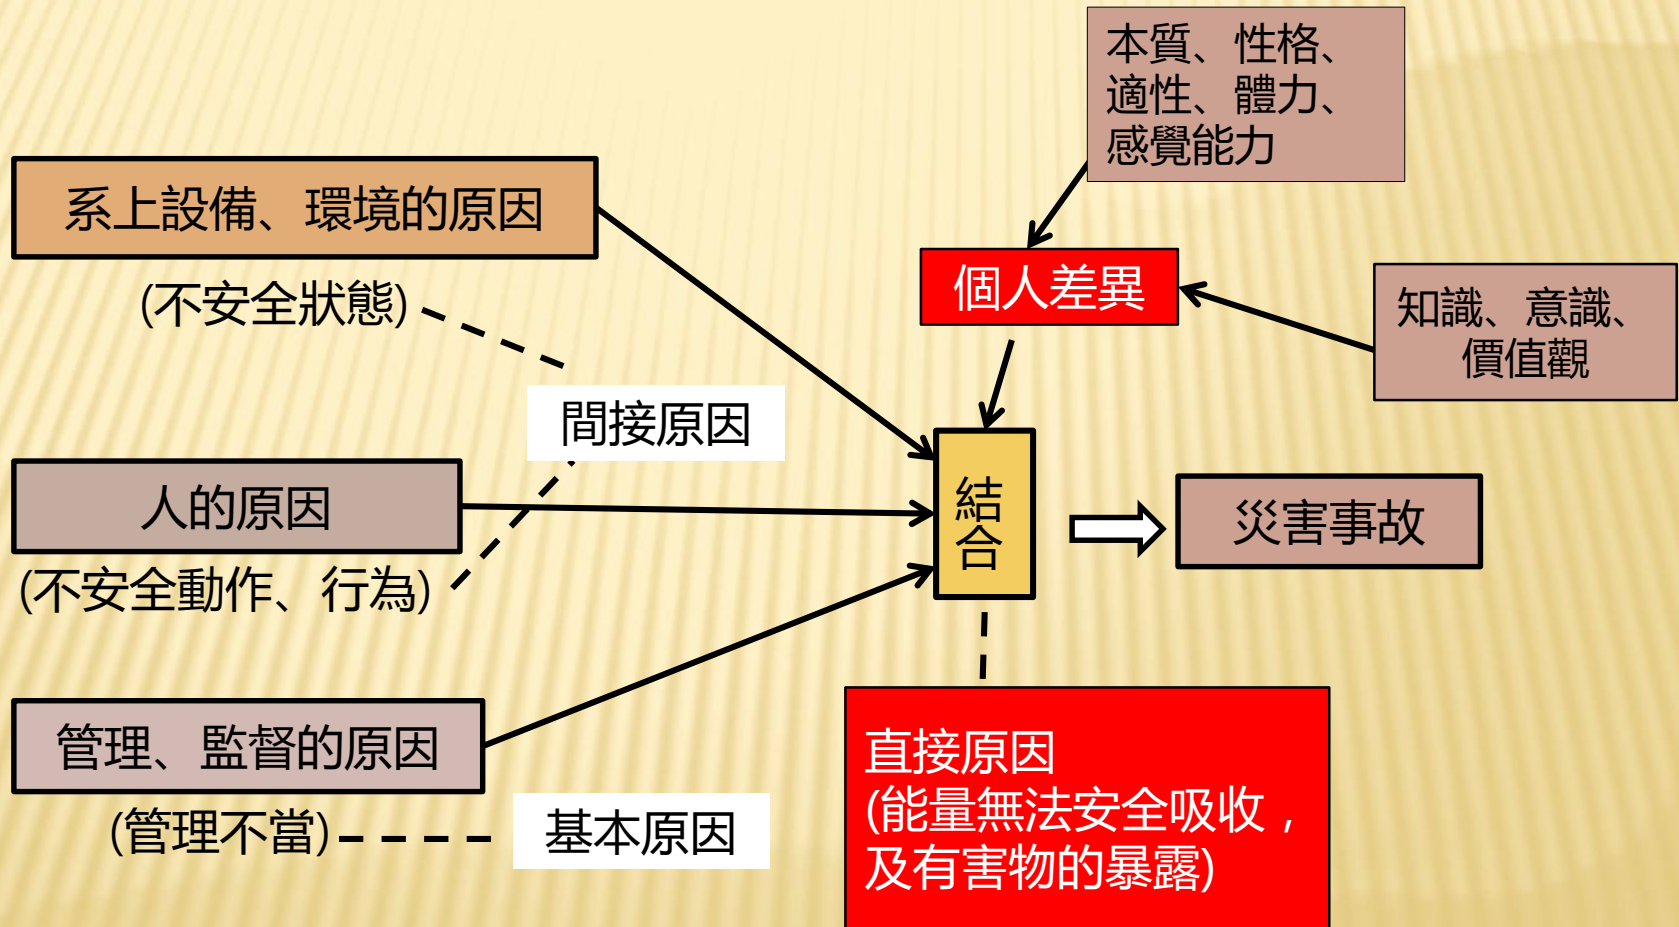 本質、性格、
適性、體力、
感覺能力
系上設備、環境的原因
(不安全狀態)
個人差異
知識、意識、
價值觀
間接原因
人的原因
(不安全動作、行為)
結
合
災害事故
管理、監督的原因
(管理不當)
基本原因
直接原因
(能量無法安全吸收，
及有害物的暴露)